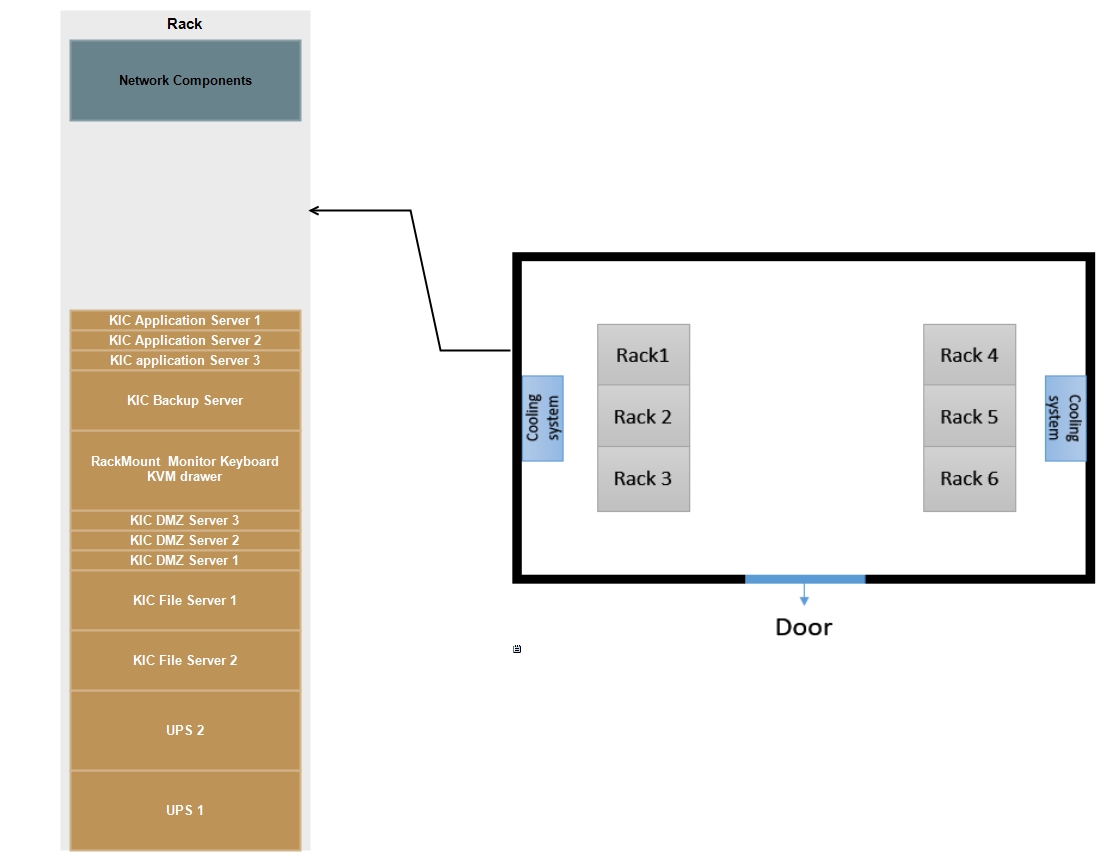 Rack
Network Components
KIC Application Server 1
KIC Application Server 2
KIC application Server 3
KIC Backup Server
RackMount  Monitor Keyboard
KVM drawer
KIC DMZ Server 3
KIC DMZ Server 2
KIC DMZ Server 1
KIC File Server 1
KIC File Server 2
UPS 2
UPS 1
Rack1
Rack 2
Rack 3
Cooling
system
Rack 4
Rack 5
Rack 6
Cooling
system
Door